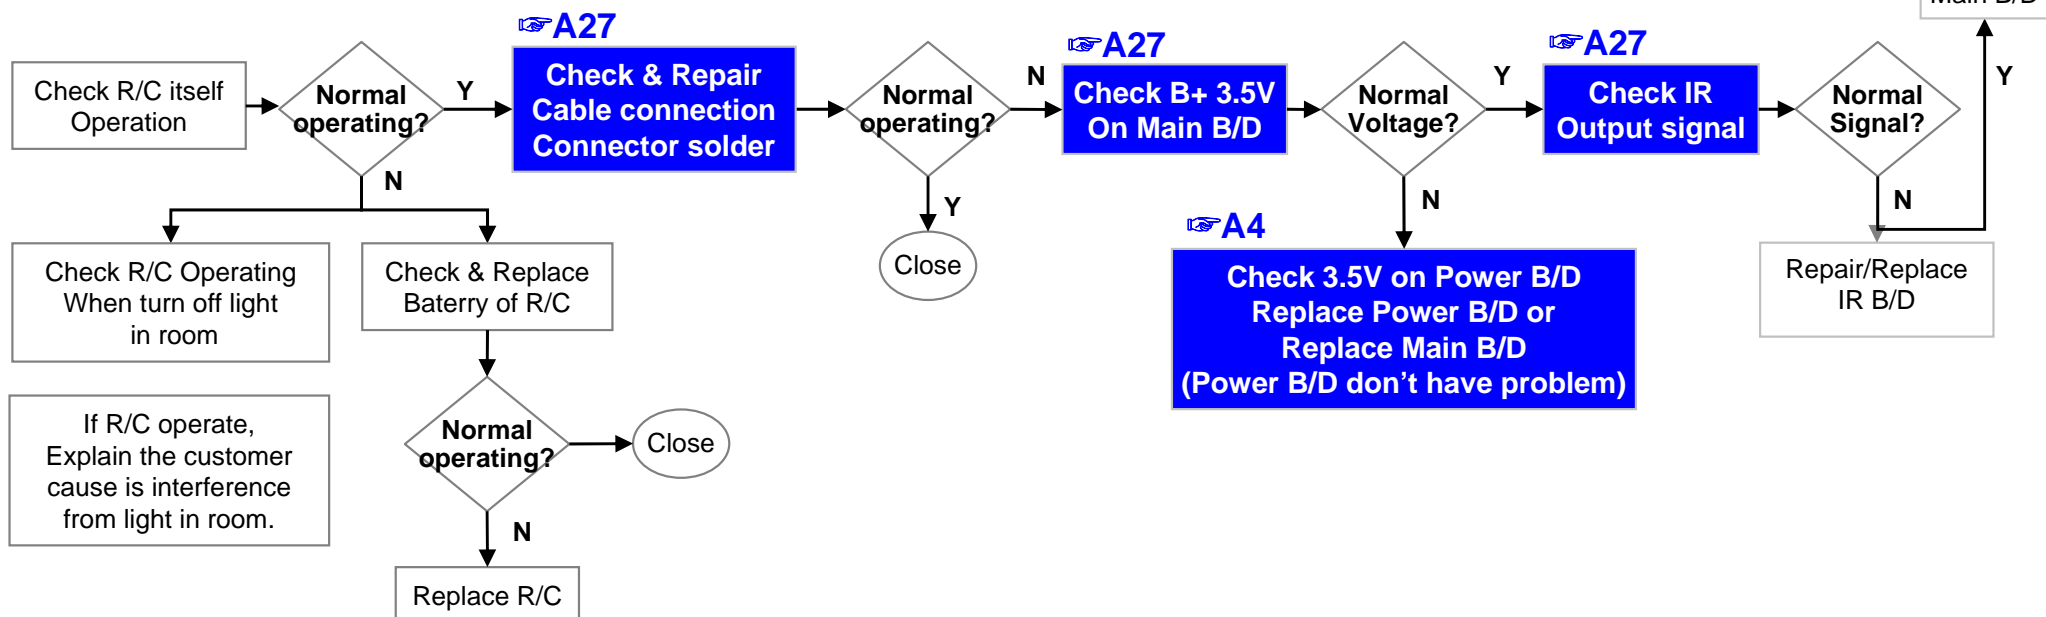 Main B/D
☞A27
☞A27
☞A27
Check R/C itself
Operation
Normal
operating?
Y
Check & Repair
Cable connection
Connector solder
Normal
operating?
N
Check B+ 3.5V
On Main B/D
Normal
Voltage?
Y
Check IR
Output signal
Normal
Signal?
Y
N
Y
N
N
☞A4
Check R/C Operating
When turn off light
in room
Check & Replace
Baterry of R/C
Close
Check 3.5V on Power B/D
Replace Power B/D or
Replace Main B/D
(Power B/D don't have problem)
Repair/Replace
IR B/D
If R/C operate,
Explain the customer
cause is interference
from light in room.
Normal
operating?
Close
N
Replace R/C